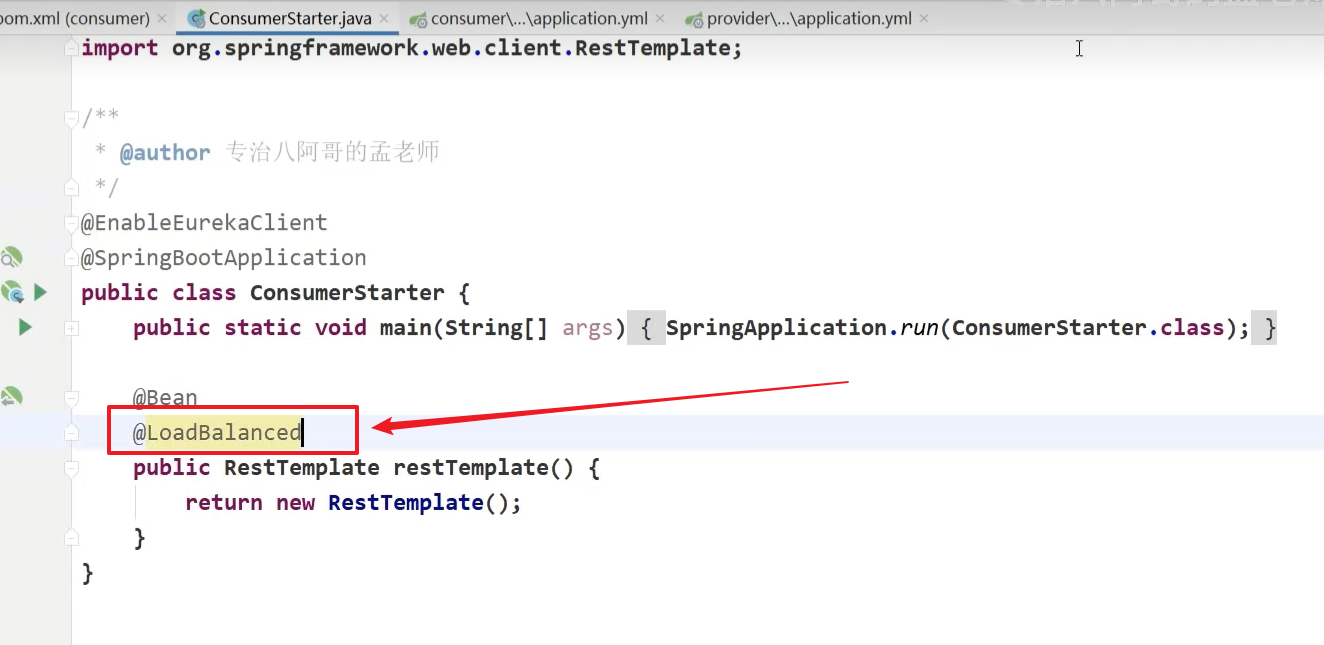 pom.xml (consumer) ConsumerStarter.java consumer\...\application.yml provider\...\application.yml
import org.springframework.web.client.RestTemplate;
/**
* @author 专治八阿哥的孟老师
*/
@EnableEurekaClient
@SpringBootApplication
public class ConsumerStarter {
public static void main(String[] args) { SpringApplication.run(ConsumerStarter.class); }
@Bean
@LoadBalanced
public RestTemplate restTemplate() {
return new RestTemplate();
}
}